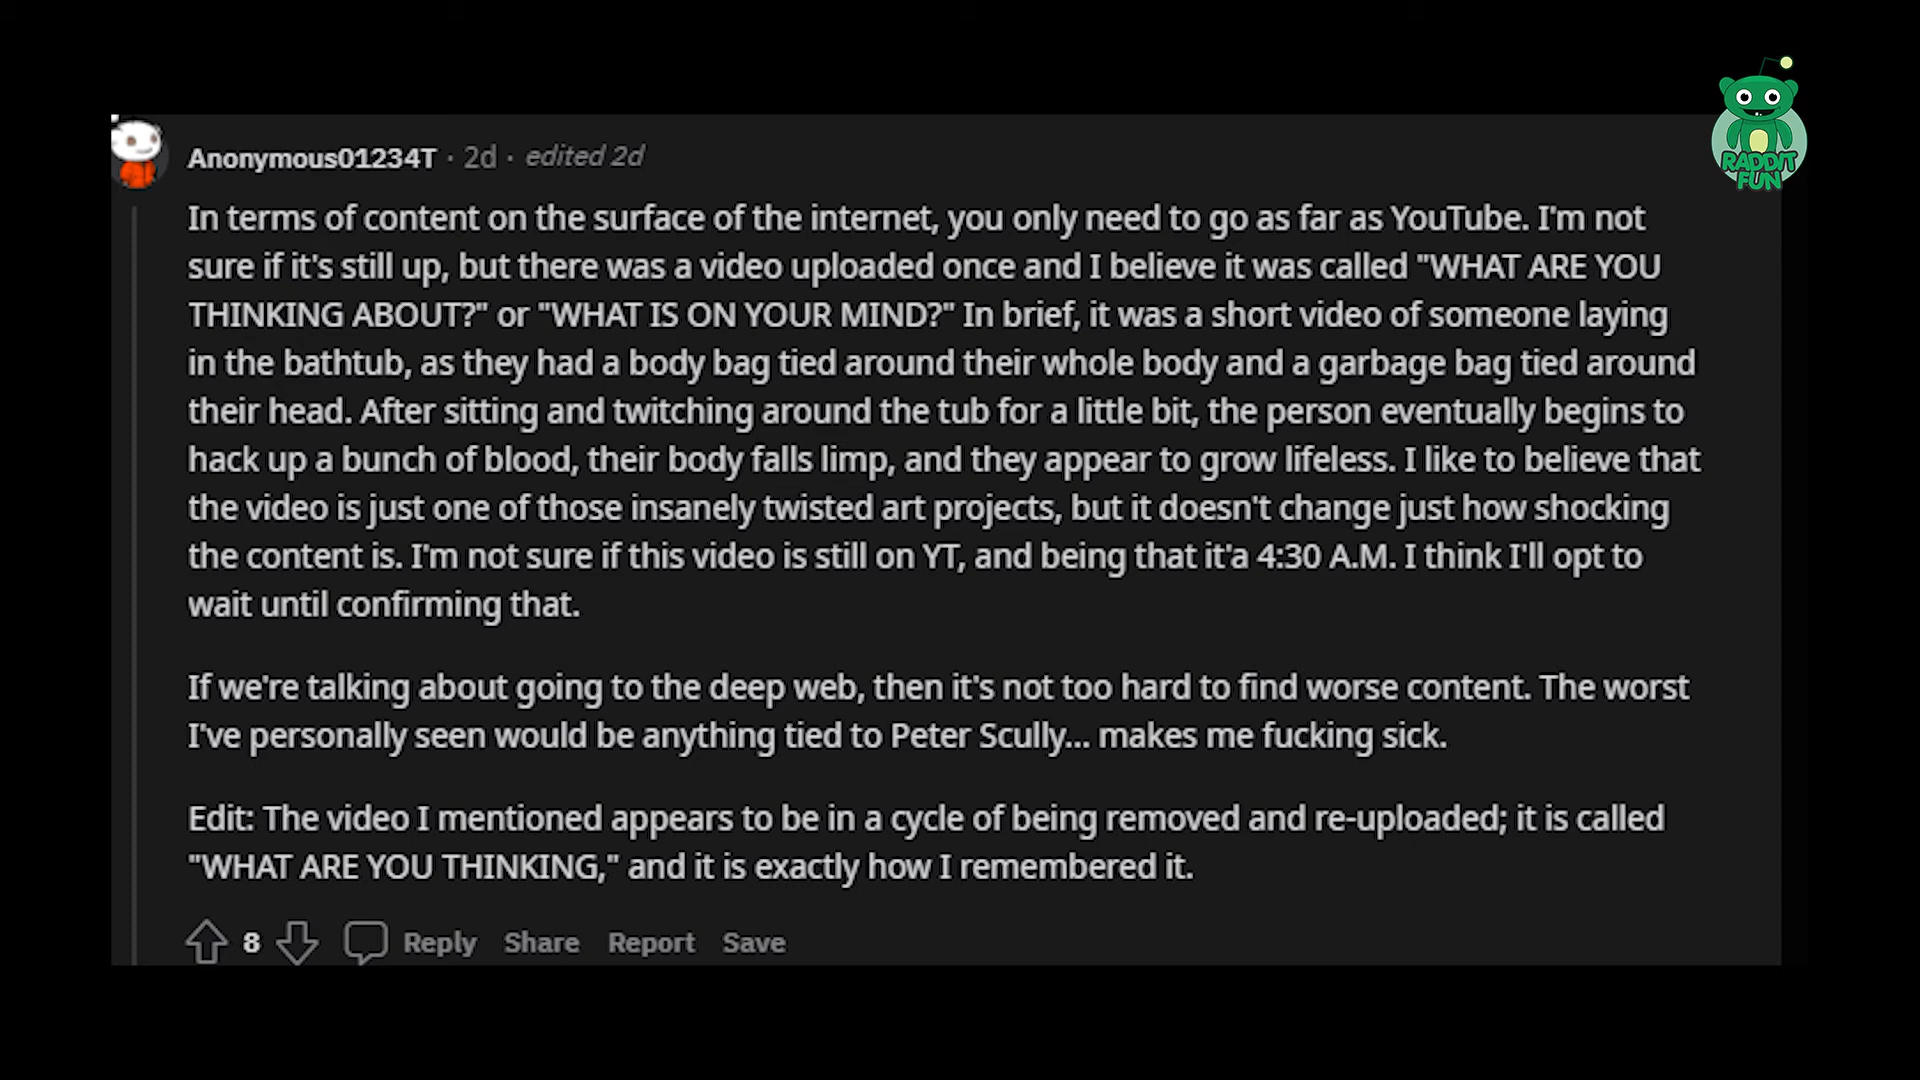 RADDIT
FUN
Anonymous01234T · 2d · edited 2d
In terms of content on the surface of the internet, you only need to go as far as YouTube. I'm not
sure if it's still up, but there was a video uploaded once and I believe it was called "WHAT ARE YOU
THINKING ABOUT?" or "WHAT IS ON YOUR MIND?" In brief, it was a short video of someone laying
in the bathtub, as they had a body bag tied around their whole body and a garbage bag tied around
their head. After sitting and twitching around the tub for a little bit, the person eventually begins to
hack up a bunch of blood, their body falls limp, and they appear to grow lifeless. I like to believe that
the video is just one of those insanely twisted art projects, but it doesn't change just how shocking
the content is. I'm not sure if this video is still on YT, and being that it'a 4:30 A.M. I think I'll opt to
wait until confirming that.
If we're talking about going to the deep web, then it's not too hard to find worse content. The worst
I've personally seen would be anything tied to Peter Scully... makes me fucking sick.
Edit: The video I mentioned appears to be in a cycle of being removed and re-uploaded; it is called
"WHAT ARE YOU THINKING," and it is exactly how I remembered it.
8 Reply Share Report Save